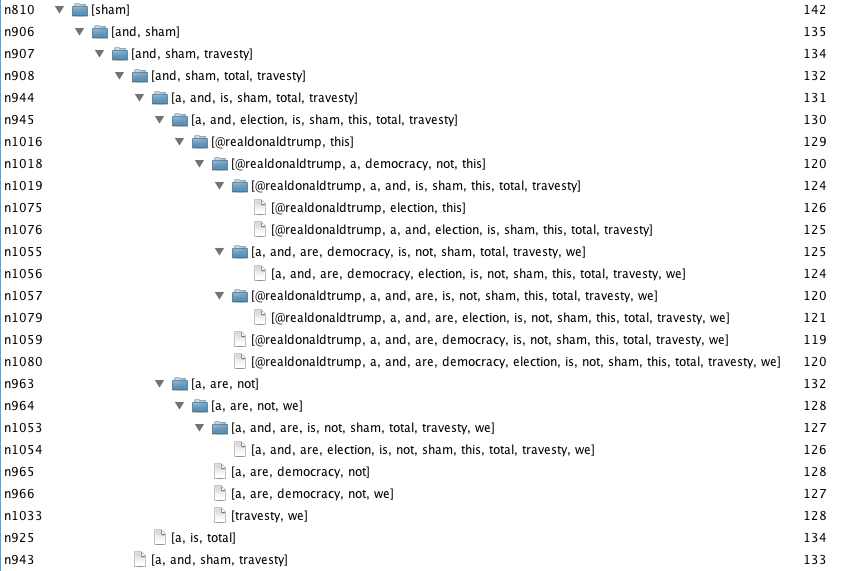 n810 [sham] 142
n906 [and, sham] 135
n907 [and, sham, travesty] 134
n908 [and, sham, total, travesty] 132
n944 [a, and, is, sham, total, travesty] 131
n945 [a, and, election, is, sham, this, total, travesty] 130
n1016 [@realdonaldtrump, this] 129
n1018 [@realdonaldtrump, a, democracy, not, this] 120
n1019 [@realdonaldtrump, a, and, is, sham, this, total, travesty] 124
n1075 [@realdonaldtrump, election, this] 126
n1076 [@realdonaldtrump, a, and, election, is, sham, this, total, travesty] 125
n1055 [a, and, are, democracy, is, not, sham, total, travesty, we] 125
n1056 [a, and, are, democracy, election, is, not, sham, this, total, travesty, we] 124
n1057 [@realdonaldtrump, a, and, are, is, not, sham, this, total, travesty, we] 120
n1079 [@realdonaldtrump, a, and, are, election, is, not, sham, this, total, travesty, we] 121
n1059 [@realdonaldtrump, a, and, are, democracy, is, not, sham, this, total, travesty, we] 119
n1080 [@realdonaldtrump, a, and, are, democracy, election, is, not, sham, this, total, travesty, we] 120
n963 [a, are, not] 132
n964 [a, are, not, we] 128
n1053 [a, and, are, is, not, sham, total, travesty, we] 127
n1054 [a, and, are, election, is, not, sham, this, total, travesty, we] 126
n965 [a, are, democracy, not] 128
n966 [a, are, democracy, not, we] 127
n1033 [travesty, we] 128
n925 [a, is, total] 134
n943 [a, and, sham, travesty] 133